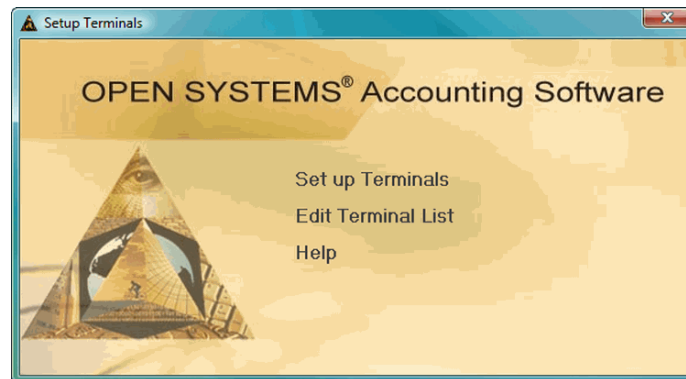 Setup Terminals
OPEN SYSTEMS® Accounting Software
Set up Terminals
Edit Terminal List
Help